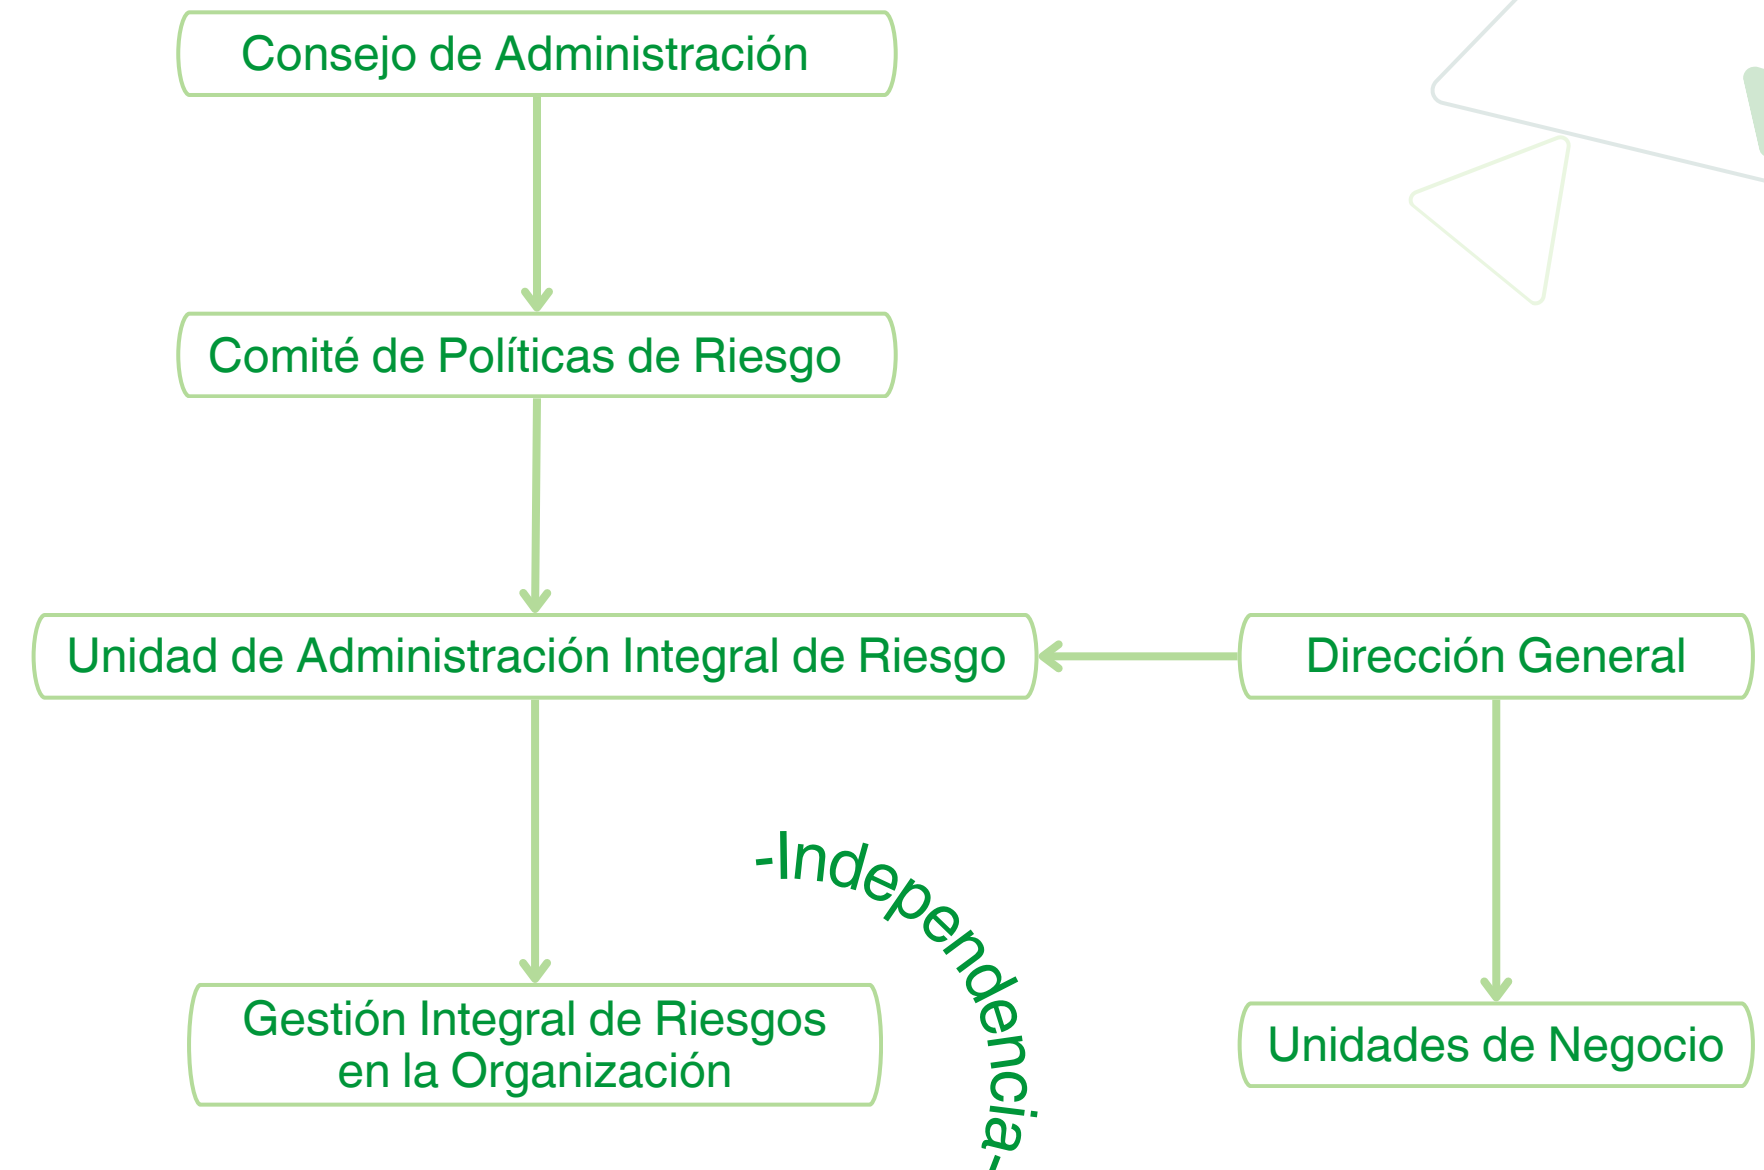 Consejo de Administración
Comité de Políticas de Riesgo
Unidad de Administración Integral de Riesgo
Dirección General
-Independencia-
Gestión Integral de Riesgos
en la Organización
Unidades de Negocio